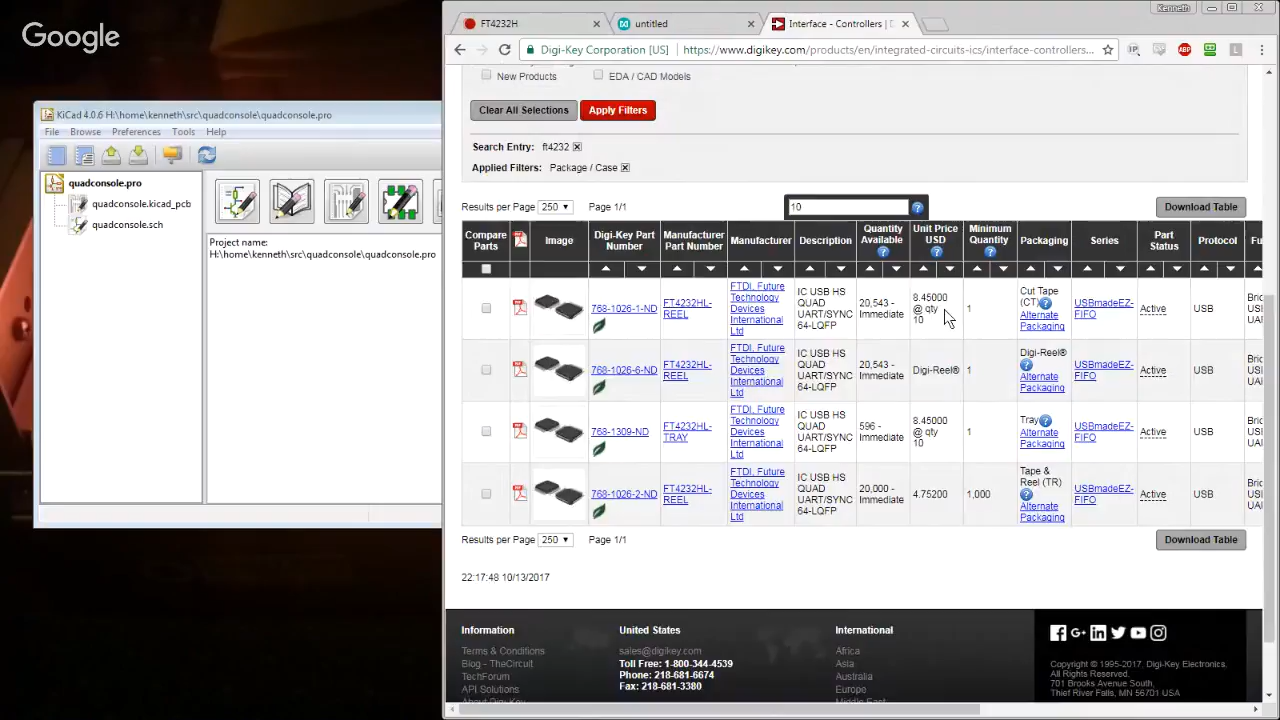 Google
Kenneth
FT4232H
untitled
Interface - Controllers | D
Digi-Key Corporation [US]
https://www.digikey.com/products/en/integrated-circuits-ics/interface-controllers...
New Products
EDA / CAD Models
Clear All Selections
Apply Filters
Search Entry: ft4232
Applied Filters: Package / Case
KiCad 4.0.6 H:\home\kenneth\src\quadconsole\quadconsole.pro
File Browse Preferences Tools Help
quadconsole.pro
quadconsole.kicad_pcb
quadconsole.sch
Project name:
H:\home\kenneth\src\quadconsole\quadconsole.pro
Results per Page 250 Page 1/1
10
Download Table
Compare Parts
Image
Digi-Key Part Number
Manufacturer Part Number
Manufacturer
Description
Quantity Available
Unit Price USD
Minimum Quantity
Packaging
Series
Part Status
Protocol
Fu
768-1026-1-ND
FT4232HL-REEL
FTDI, Future Technology Devices International Ltd
IC USB HS QUAD UART/SYNC 64-LQFP
20,543 - Immediate
8.45000 @ qty 10
1
Cut Tape (CT)
Alternate Packaging
USBmadeEZ-FIFO
Active
USB
768-1026-6-ND
FT4232HL-REEL
FTDI, Future Technology Devices International Ltd
IC USB HS QUAD UART/SYNC 64-LQFP
20,543 - Immediate
Digi-Reel®
1
Digi-Reel®
Alternate Packaging
USBmadeEZ-FIFO
Active
USB
768-1309-ND
FT4232HL-TRAY
FTDI, Future Technology Devices International Ltd
IC USB HS QUAD UART/SYNC 64-LQFP
596 - Immediate
8.45000 @ qty 10
1
Tray
Alternate Packaging
USBmadeEZ-FIFO
Active
USB
768-1026-2-ND
FT4232HL-REEL
FTDI, Future Technology Devices International Ltd
IC USB HS QUAD UART/SYNC 64-LQFP
20,000 - Immediate
4.75200
1,000
Tape & Reel (TR)
Alternate Packaging
USBmadeEZ-FIFO
Active
USB
Results per Page 250 Page 1/1
Download Table
22:17:48 10/13/2017
Information
Terms & Conditions
Blog - TheCircuit
TechForum
API Solutions
About Digi-Key
United States
sales@digikey.com
Toll Free: 1-800-344-4539
Phone: 218-681-6674
Fax: 218-681-3380
International
Africa
Asia
Australia
Europe
Middle East
Copyright © 1995-2017, Digi-Key Electronics.
All Rights Reserved.
701 Brooks Avenue South,
Thief River Falls, MN 56701 USA